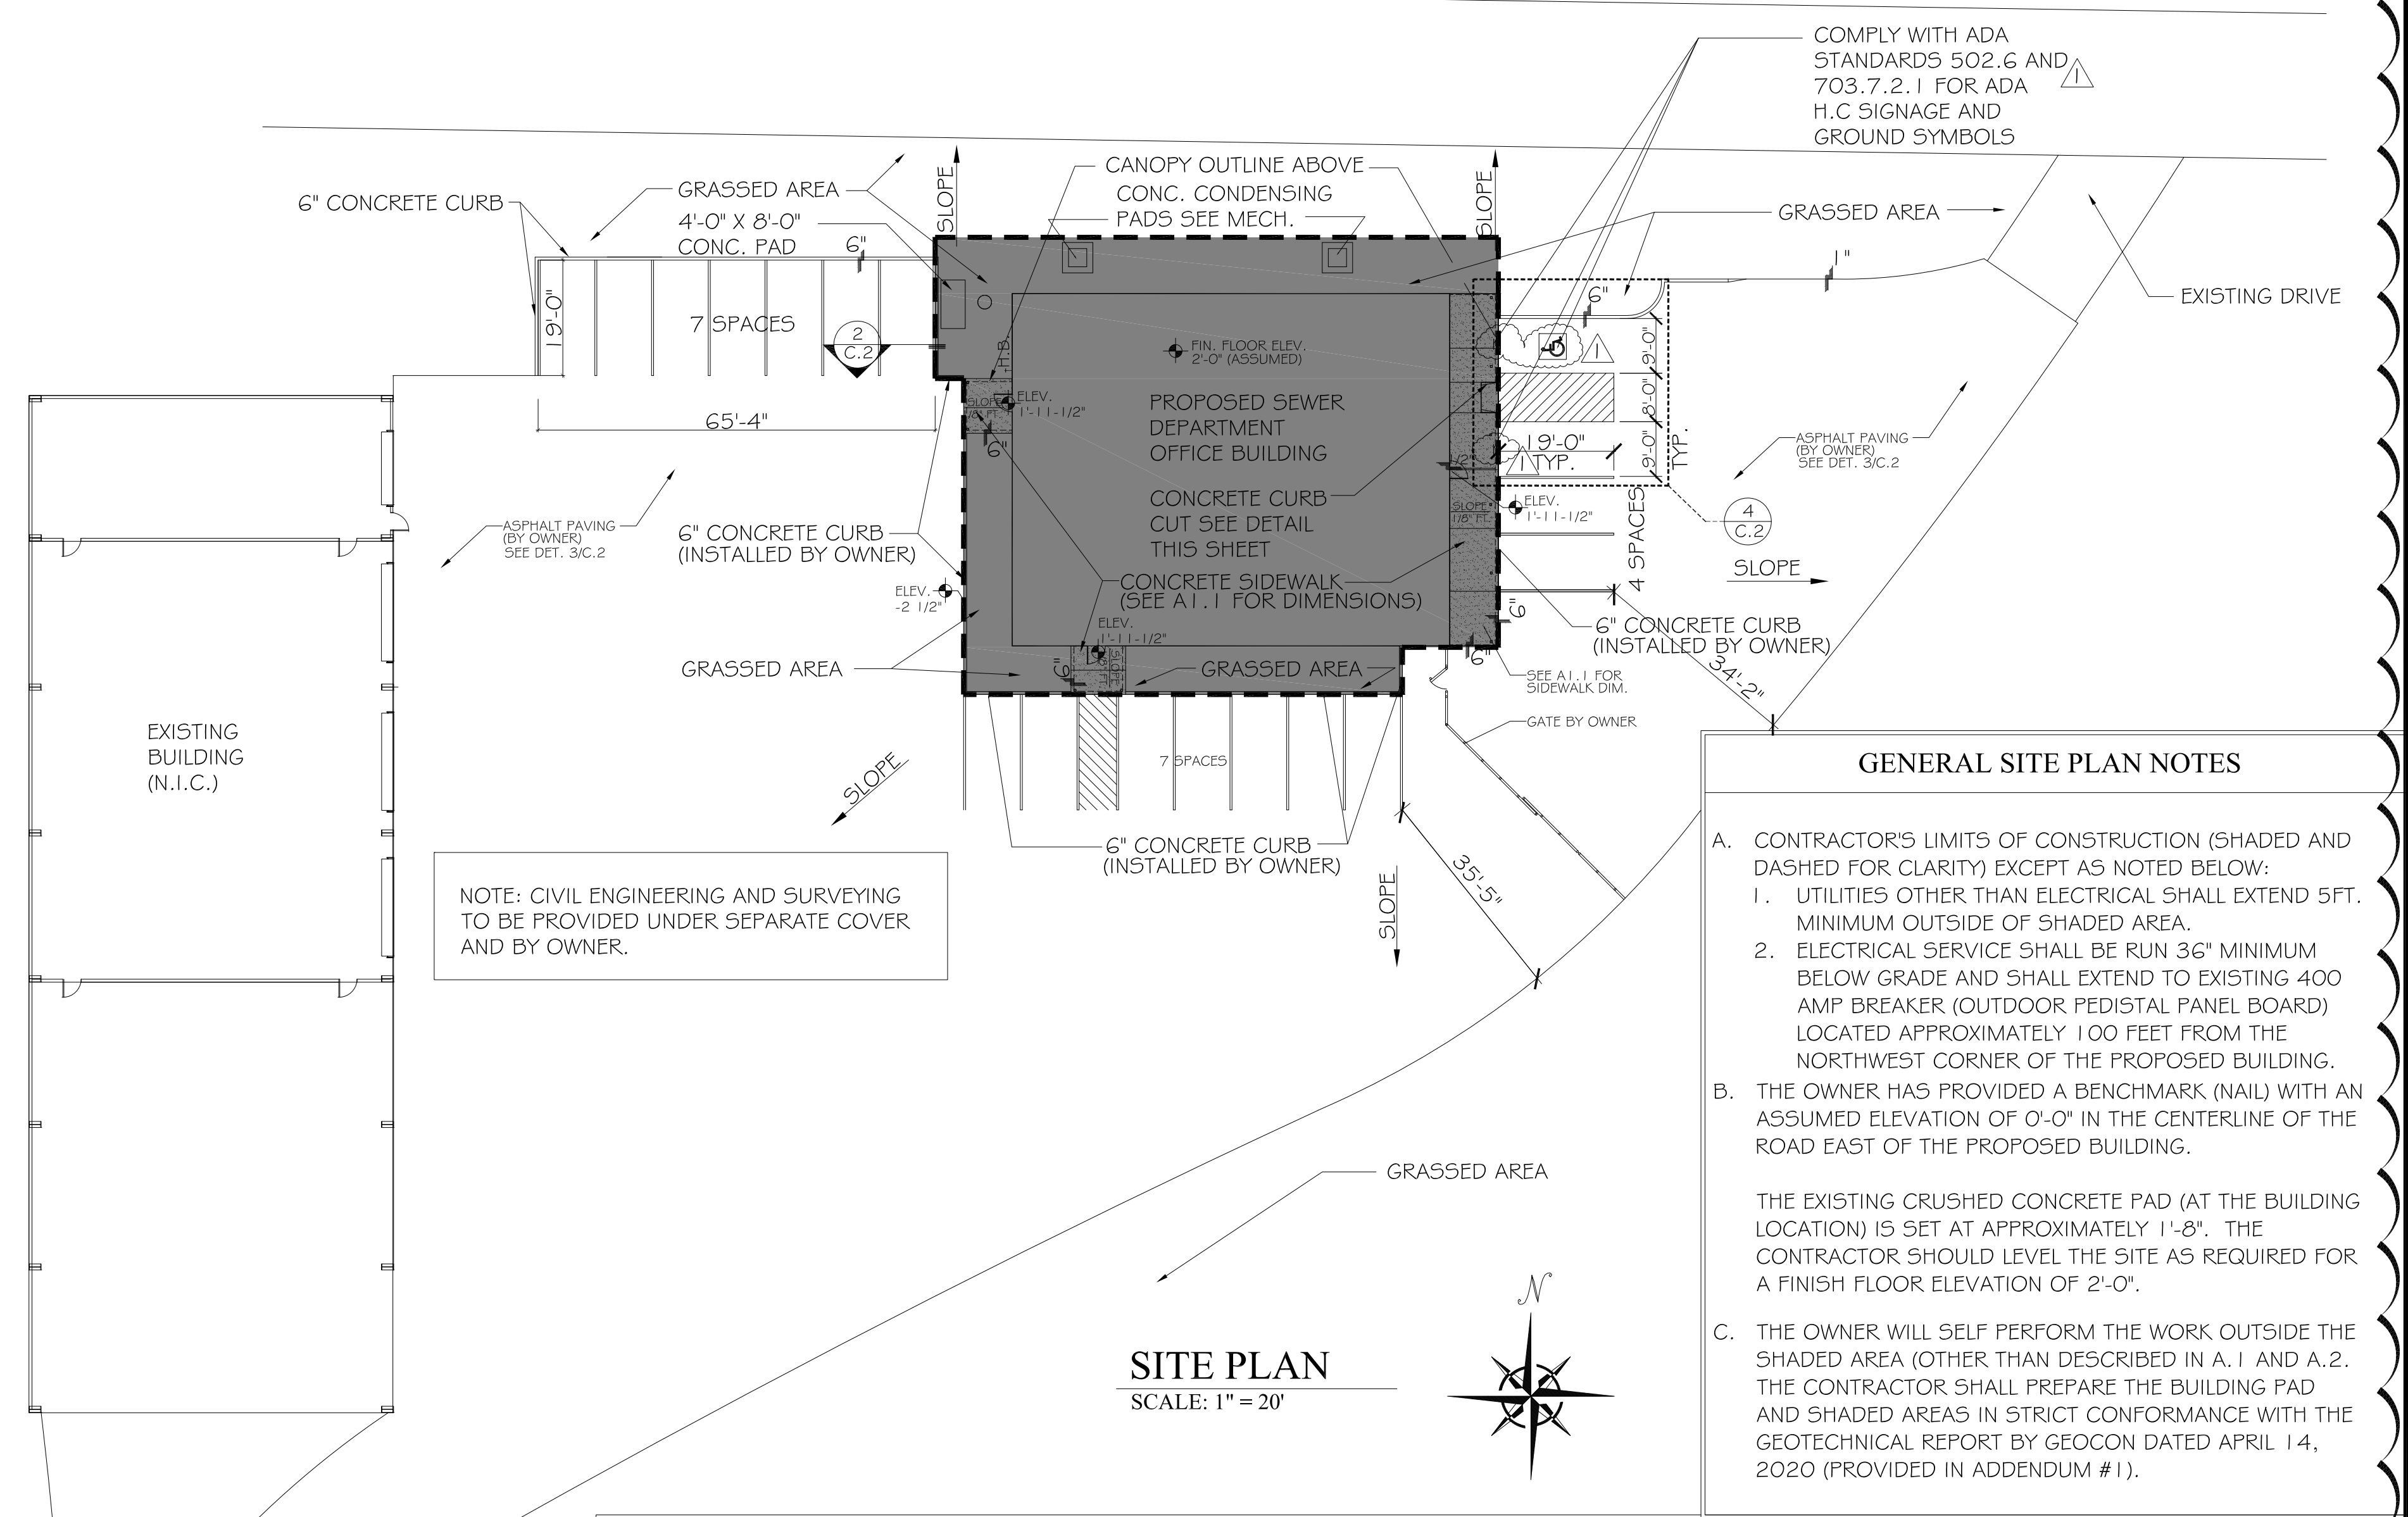 COMPLY WITH ADA
STANDARDS 502.6 AND
703.7.2.1 FOR ADA
H.C SIGNAGE AND
GROUND SYMBOLS
1
CANOPY OUTLINE ABOVE
CONC. CONDENSING
PADS SEE MECH.
GRASSED AREA
4'-0" X 8'-0"
CONC. PAD
6" CONCRETE CURB
SLOPE
SLOPE
GRASSED AREA
EXISTING DRIVE
6"
19'-0"
7 SPACES
2
C.2
65'-4"
1"
6"
1
9'-0"
8'-0"
9'-0"
TYP.
19'-0"
TYP.
1
H.B.
FIN. FLOOR ELEV.
2'-0" (ASSUMED)
ELEV.
1'-11-1/2"
SLOPE
1/8" FT.
6"
PROPOSED SEWER
DEPARTMENT
OFFICE BUILDING
CONCRETE CURB
CUT SEE DETAIL
THIS SHEET
CONCRETE SIDEWALK
(SEE A1.1 FOR DIMENSIONS)
1/2"
SLOPE
1/8" FT.
ELEV.
1'-11-1/2"
4 SPACES
4
C.2
SLOPE
ASPHALT PAVING
(BY OWNER)
SEE DET. 3/C.2
ASPHALT PAVING
(BY OWNER)
SEE DET. 3/C.2
6" CONCRETE CURB
(INSTALLED BY OWNER)
ELEV.
-2 1/2"
ELEV.
1'-11-1/2"
6"
SLOPE
GRASSED AREA
GRASSED AREA
6"
6"
6" CONCRETE CURB
(INSTALLED BY OWNER)
34'-2"
SEE A1.1 FOR
SIDEWALK DIM.
GATE BY OWNER
7 SPACES
SLOPE
EXISTING
BUILDING
(N.I.C.)
6" CONCRETE CURB
(INSTALLED BY OWNER)
35'-5"
SLOPE
NOTE: CIVIL ENGINEERING AND SURVEYING
TO BE PROVIDED UNDER SEPARATE COVER
AND BY OWNER.
GRASSED AREA
N
SITE PLAN
SCALE: 1" = 20'
GENERAL SITE PLAN NOTES
A. CONTRACTOR'S LIMITS OF CONSTRUCTION (SHADED AND
DASHED FOR CLARITY) EXCEPT AS NOTED BELOW:
1. UTILITIES OTHER THAN ELECTRICAL SHALL EXTEND 5FT.
MINIMUM OUTSIDE OF SHADED AREA.
2. ELECTRICAL SERVICE SHALL BE RUN 36" MINIMUM
BELOW GRADE AND SHALL EXTEND TO EXISTING 400
AMP BREAKER (OUTDOOR PEDISTAL PANEL BOARD)
LOCATED APPROXIMATELY 100 FEET FROM THE
NORTHWEST CORNER OF THE PROPOSED BUILDING.
B. THE OWNER HAS PROVIDED A BENCHMARK (NAIL) WITH AN
ASSUMED ELEVATION OF 0'-0" IN THE CENTERLINE OF THE
ROAD EAST OF THE PROPOSED BUILDING.
THE EXISTING CRUSHED CONCRETE PAD (AT THE BUILDING
LOCATION) IS SET AT APPROXIMATELY 1'-8". THE
CONTRACTOR SHOULD LEVEL THE SITE AS REQUIRED FOR
A FINISH FLOOR ELEVATION OF 2'-0".
C. THE OWNER WILL SELF PERFORM THE WORK OUTSIDE THE
SHADED AREA (OTHER THAN DESCRIBED IN A.1 AND A.2.
THE CONTRACTOR SHALL PREPARE THE BUILDING PAD
AND SHADED AREAS IN STRICT CONFORMANCE WITH THE
GEOTECHNICAL REPORT BY GEOCON DATED APRIL 14,
2020 (PROVIDED IN ADDENDUM #1).